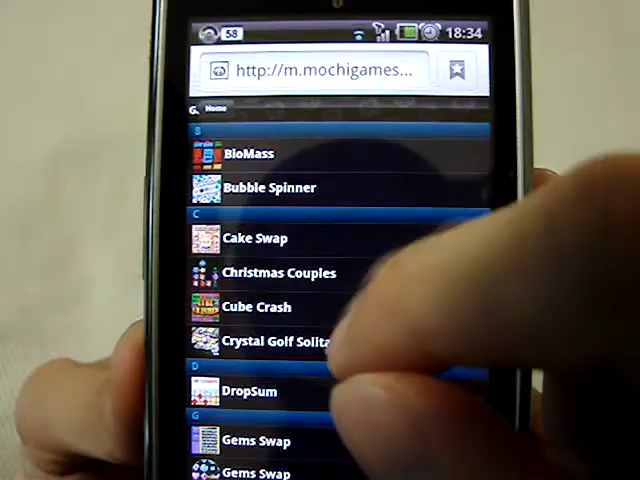 58 18:34
http://m.mochigames...
G. Home
B
BioMass
Bubble Spinner
C
Cake Swap
Christmas Couples
Cube Crash
Crystal Golf Solita
D
DropSum
G
Gems Swap
Gems Swap